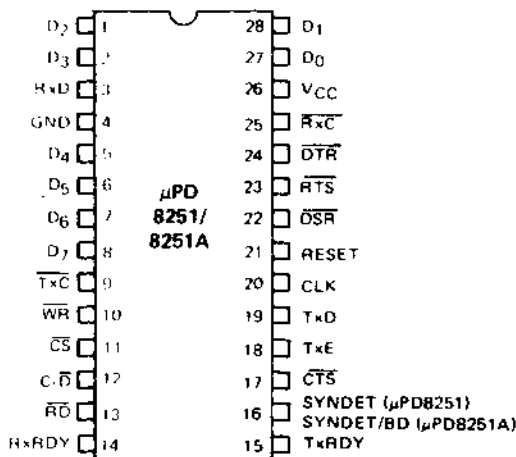 D2 1 28 D1
D3 2 27 D0
RxD 3 26 VCC
GND 4 25 RxC
D4 5 24 DTR
D5 6 23 RTS
D6 7 22 DSR
D7 8 21 RESET
TxC 9 20 CLK
WR 10 19 TxD
CS 11 18 TxE
C/D 12 17 CTS
RD 13 16 SYNDET (μPD8251)
SYNDET/BD (μPD8251A)
RxRDY 14 15 TxRDY
μPD
8251/
8251A